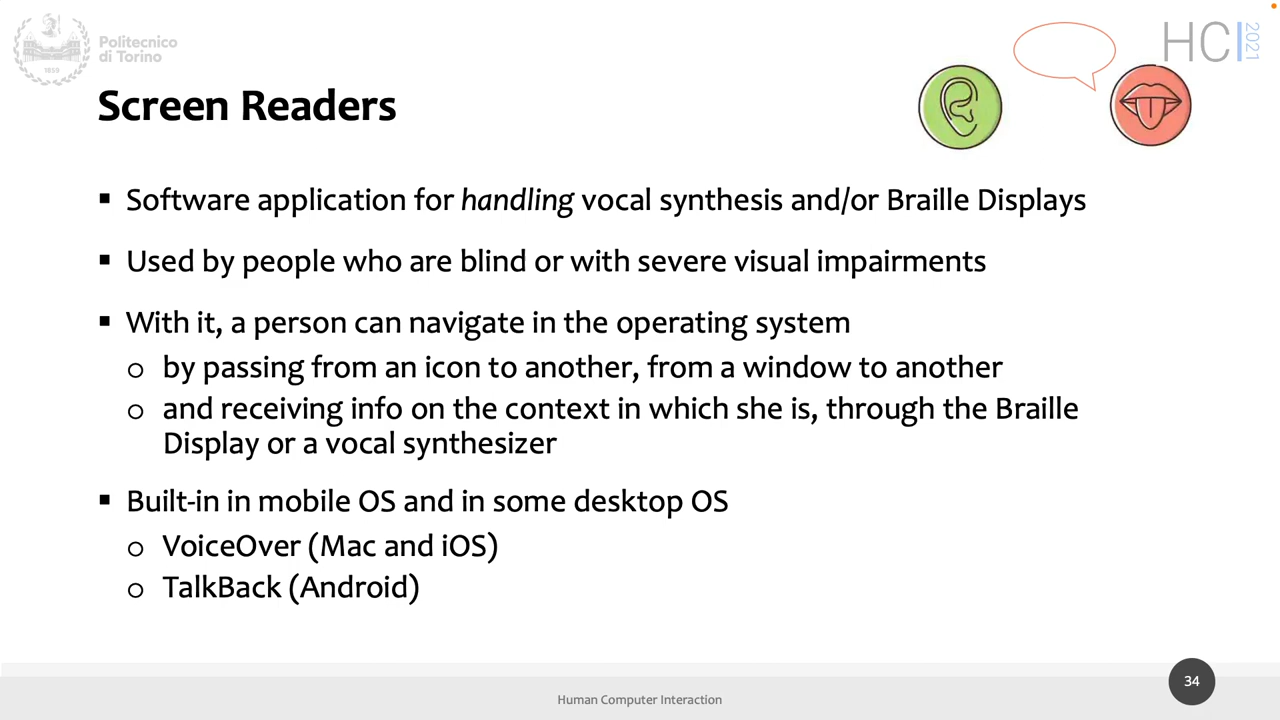 Politecnico
di Torino
1859
HCI
2021
Screen Readers
▪ Software application for handling vocal synthesis and/or Braille Displays
▪ Used by people who are blind or with severe visual impairments
▪ With it, a person can navigate in the operating system
o by passing from an icon to another, from a window to another
o and receiving info on the context in which she is, through the Braille
Display or a vocal synthesizer
▪ Built-in in mobile OS and in some desktop OS
o VoiceOver (Mac and iOS)
o TalkBack (Android)
Human Computer Interaction
34